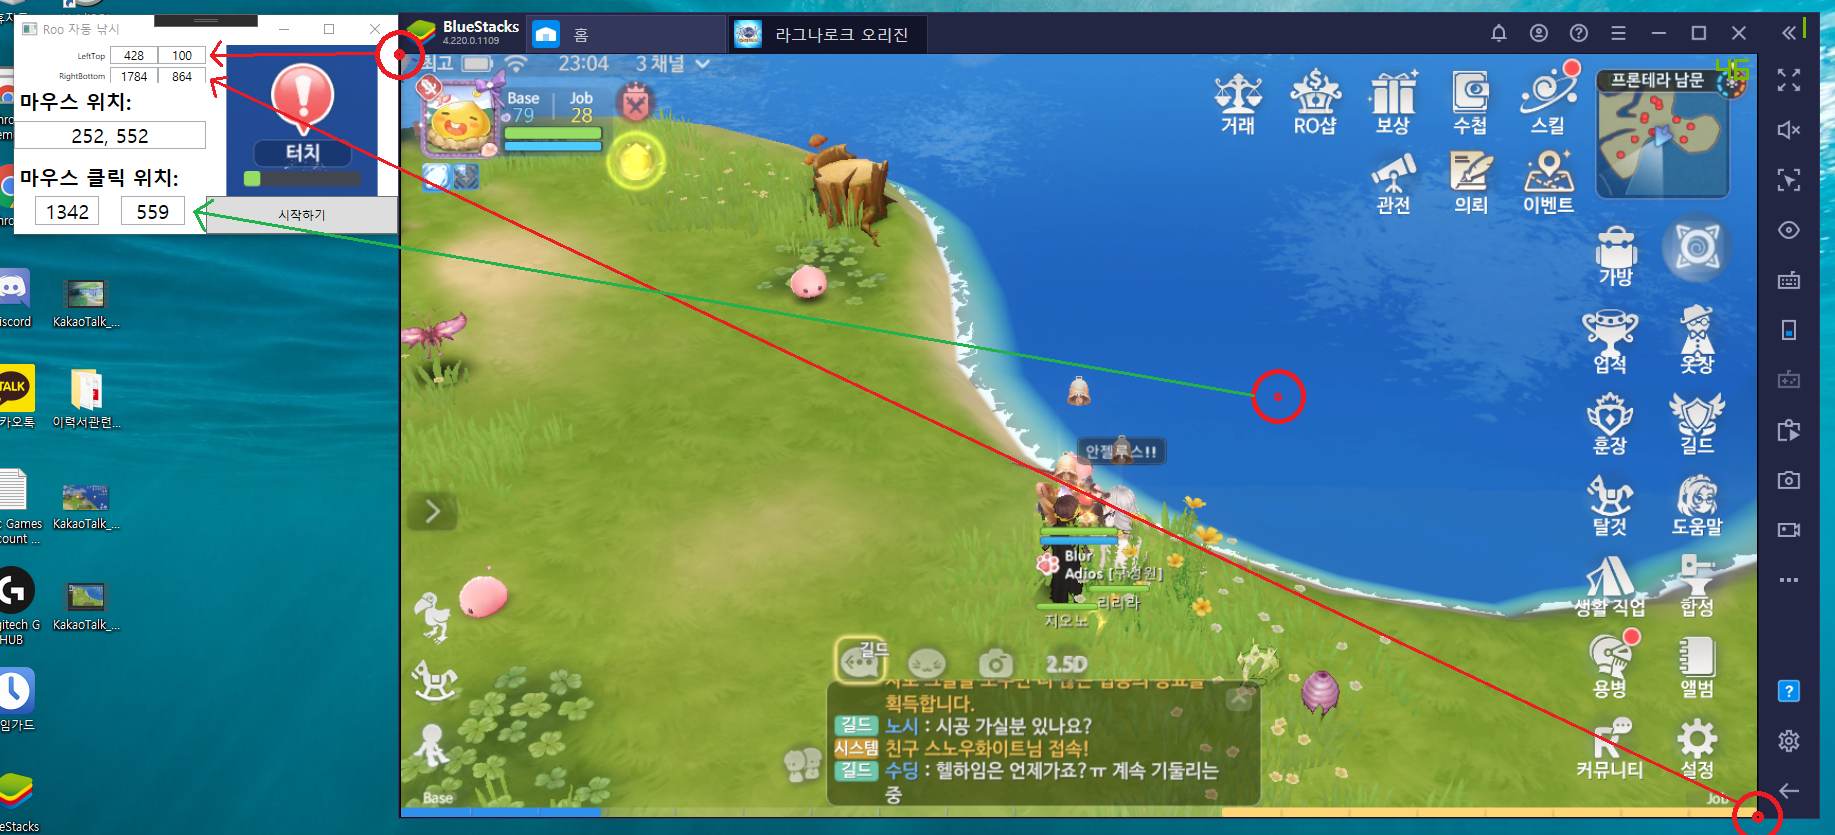 Roo 자동 낚시
LeftTop 428 100
RightBottom 1784 864
마우스 위치:
252, 552
마우스 클릭 위치:
1342 559
터치
시작하기
BlueStacks
4.220.0.1109
홈
라그나로크 오리진
최고
23:04
3 채널
46
Base
79
Job
28
거래
RO샵
보상
수첩
스킬
프론테라 남문
관전
의뢰
이벤트
가방
업적
옷장
훈장
길드
탈것
도움말
생활 직업
합성
용병
앨범
커뮤니티
설정
안젤루스!!
Blur
Adios [구성원]
리리라
지오노
길드
2.5D
획득합니다.
길드 노시 : 시공 가실분 있나요?
시스템 친구 스노우화이트님 접속!
길드 수딩 : 헬하임은 언제가죠?ㅠ 계속 기둘리는
중
Base
Job
iscord
KakaoTalk_...
TALK
카오톡
이력서관련...
c Games
count ...
KakaoTalk_...
gitech G
HUB
KakaoTalk_...
임가드
eStacks